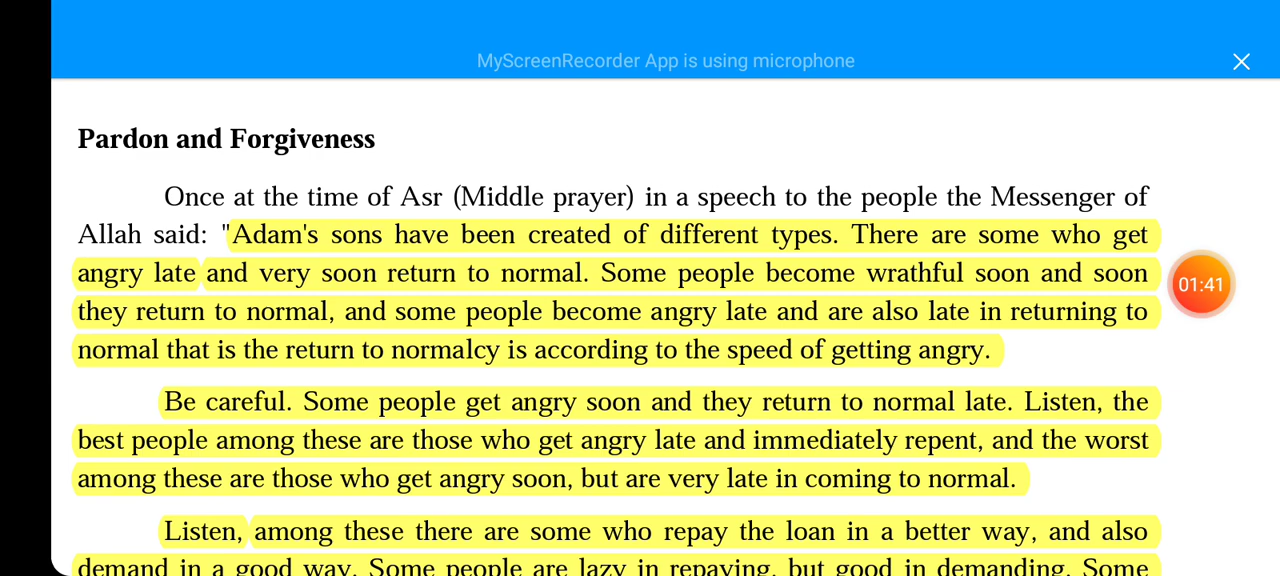 MyScreenRecorder App is using microphone
Pardon and Forgiveness
Once at the time of Asr (Middle prayer) in a speech to the people the Messenger of
Allah said: "Adam's sons have been created of different types. There are some who get
angry late and very soon return to normal. Some people become wrathful soon and soon
they return to normal, and some people become angry late and are also late in returning to
normal that is the return to normalcy is according to the speed of getting angry.
01:41
Be careful. Some people get angry soon and they return to normal late. Listen, the
best people among these are those who get angry late and immediately repent, and the worst
among these are those who get angry soon, but are very late in coming to normal.
Listen, among these there are some who repay the loan in a better way, and also
demand in a good way. Some people are lazy in repaying, but good in demanding. Some